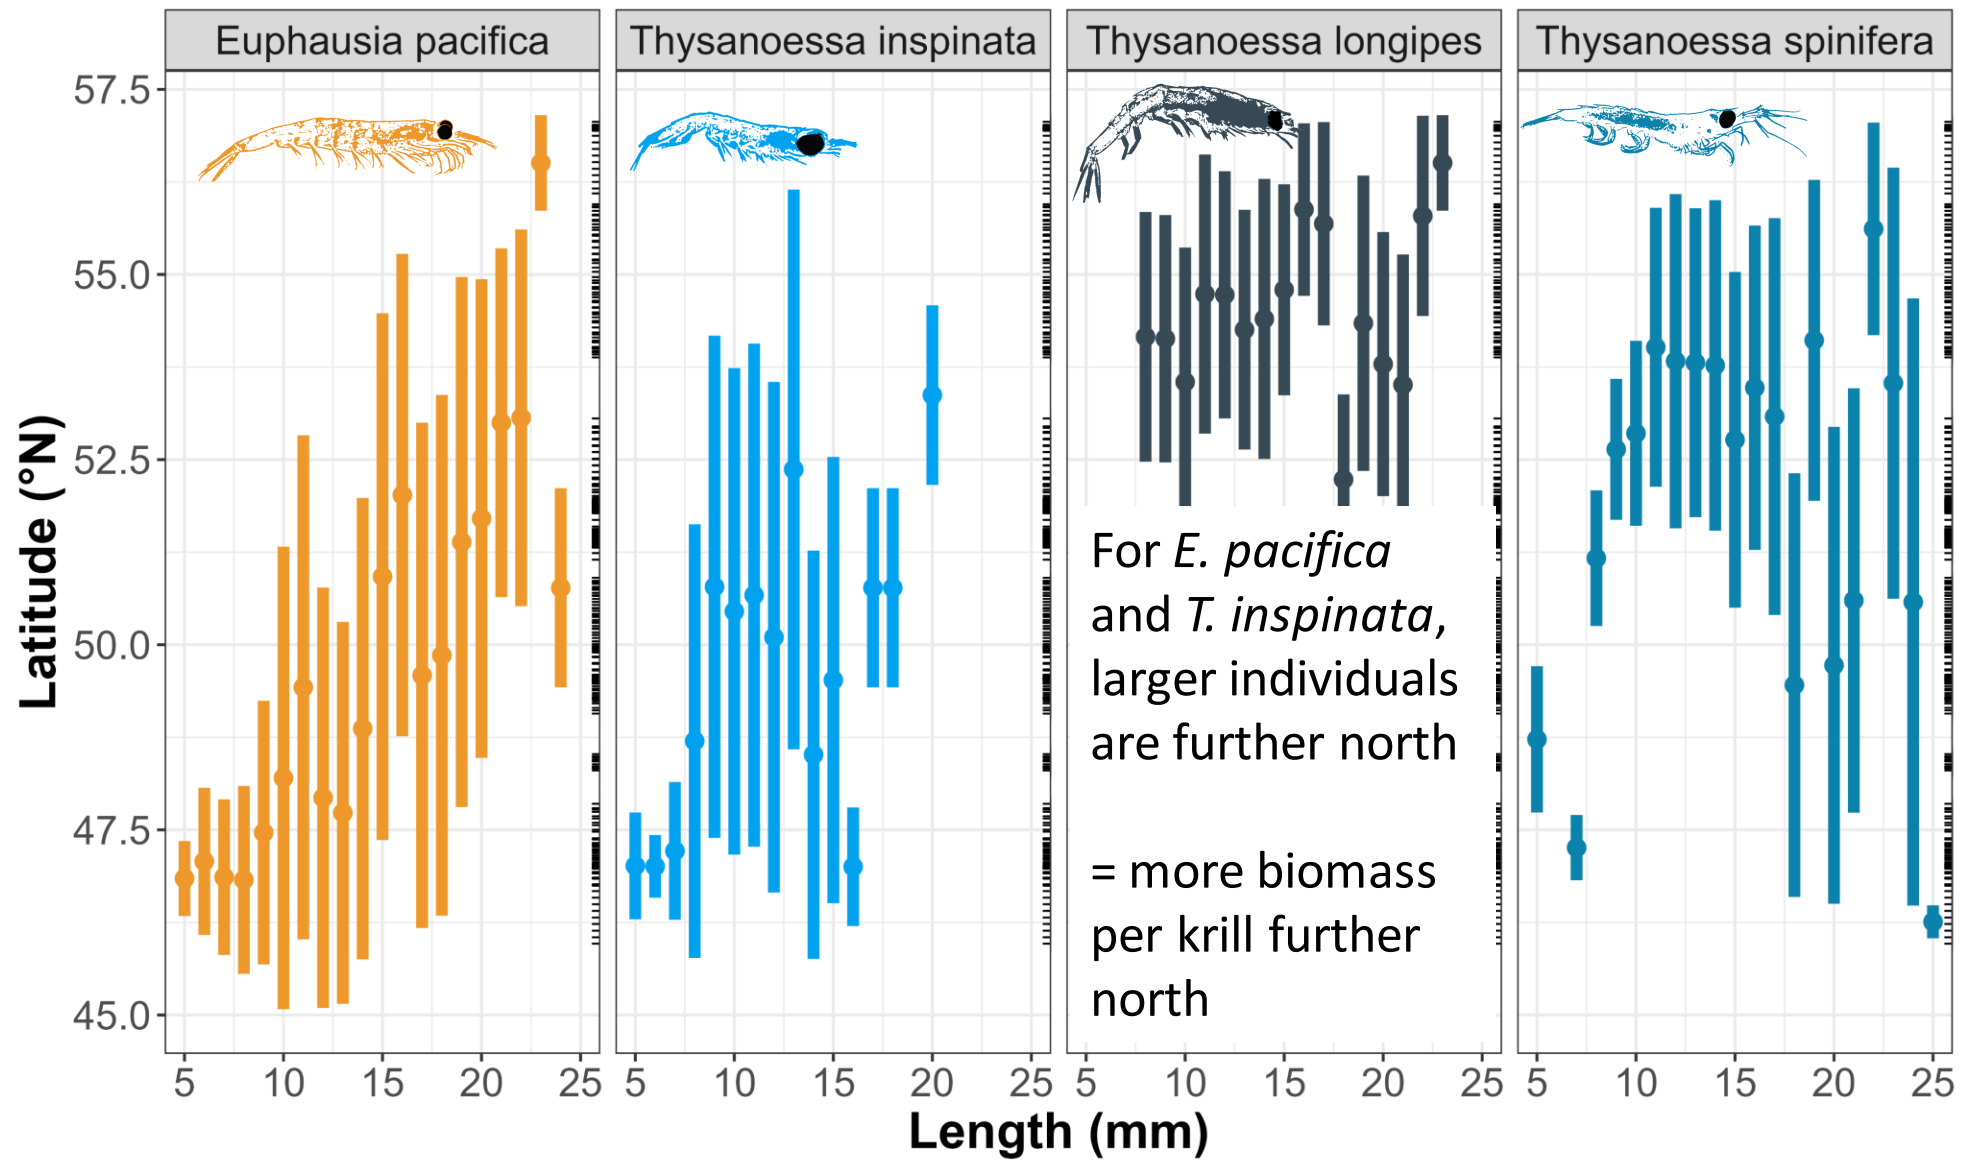 Euphausia pacifica
Thysanoessa inspinata
Thysanoessa longipes
Thysanoessa spinifera
57.5
55.0
52.5
50.0
47.5
45.0
Latitude (°N)
For E. pacifica
and T. inspinata,
larger individuals
are further north
= more biomass
per krill further
north
5 10 15 20 25
5 10 15 20 25
5 10 15 20 25
5 10 15 20 25
Length (mm)